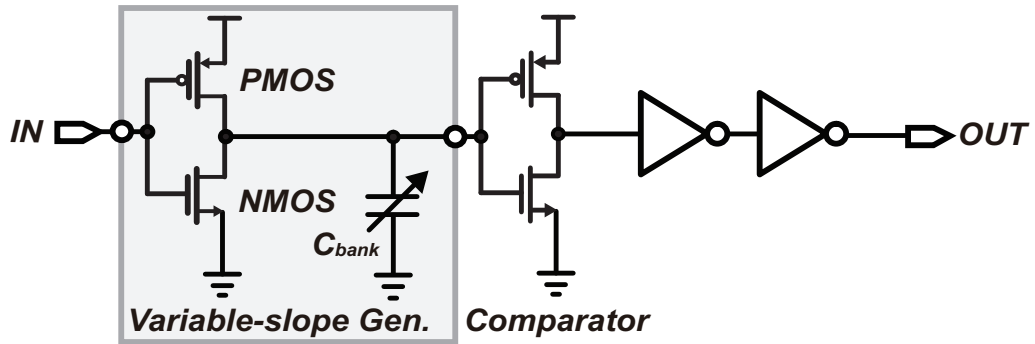 PMOS
IN
OUT
NMOS
Cbank
Variable-slope Gen.
Comparator